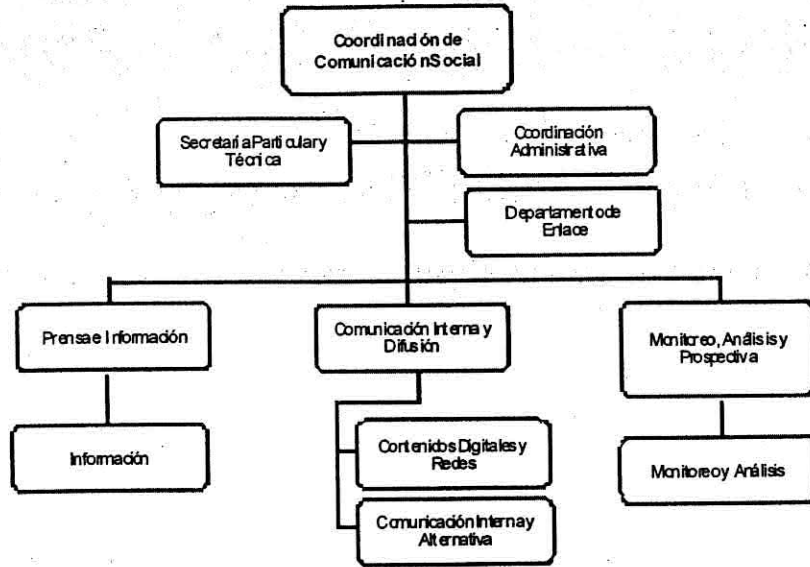 Coordinación de
Comunicación Social
Secretaría Particular y
Técnica
Coordinación
Administrativa
Departamento de
Enlace
Prensa e Información
Comunicación Interna y
Difusión
Monitoreo, Análisis y
Prospectiva
Información
Contenidos Digitales y
Redes
Monitoreo y Análisis
Comunicación Interna y
Alternativa